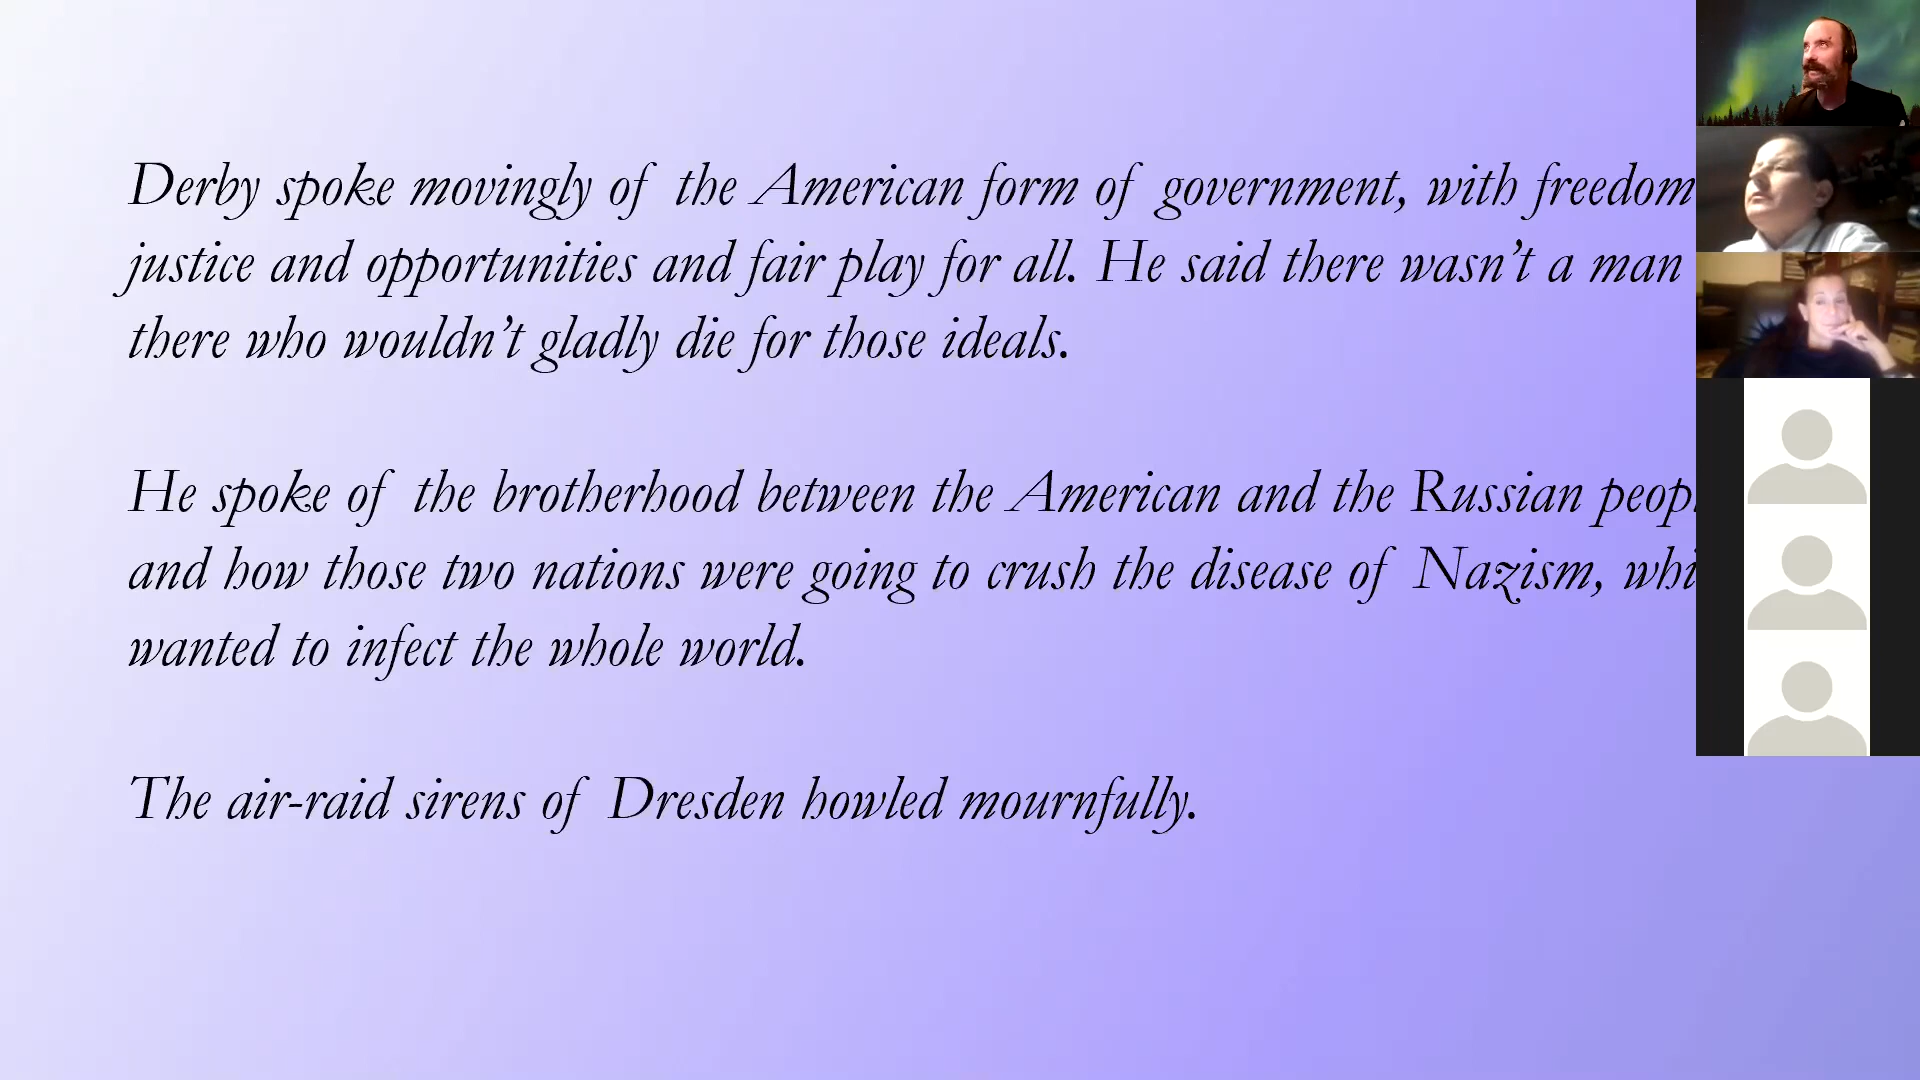 Derby spoke movingly of the American form of government, with freedom
justice and opportunities and fair play for all. He said there wasn't a man
there who wouldn't gladly die for those ideals.
He spoke of the brotherhood between the American and the Russian
and how those two nations were going to crush the disease of Nazism,
wanted to infect the whole world.
The air-raid sirens of Dresden howled mournfully.